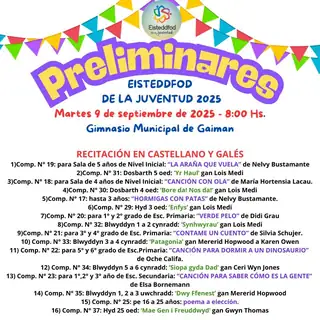 Eisteddfod
de la juventud
Preliminares
EISTEDDFOD
DE LA JUVENTUD 2025
Martes 9 de septiembre de 2025 - 8:00 Hs.
Gimnasio Municipal de Gaiman
RECITACIÓN EN CASTELLANO Y GALÉS
1)Comp. N° 19: para Sala de 5 años de Nivel Inicial: "LA ARAÑA QUE VUELA" de Nelvy Bustamante
2)Comp. N° 31: Dosbarth 5 oed: 'Yr Haul' gan Lois Medi
3)Comp. N° 18: para Sala de 4 años de Nivel Inicial: "CANCIÓN CON OLA" de María Hortensia Lacau.
4)Comp. N° 30: Dosbarth 4 oed: 'Bore da! Nos da!' gan Lois Medi
5)Comp. N° 17: hasta 3 años: "HORMIGAS CON PATAS" de Nelvy Bustamante.
6)Comp. N° 29: Hyd 3 oed: 'Enfys' gan Lois Medi
7)Comp. N° 20: para 1° y 2° grado de Esc. Primaria: "VERDE PELO" de Didi Grau
8)Comp. N° 32: Blwyddyn 1 a 2 cynradd: 'Synhwyrau' gan Lois Medi
9)Comp. N° 21: para 3° y 4° grado de Esc. Primaria: "CONTAME UN CUENTO" de Silvia Schujer.
10) Comp. N° 33: Blwyddyn 3 a 4 cynradd: 'Patagonia' gan Mererid Hopwood a Karen Owen
11) Comp. N° 22: para 5° y 6° grado de Esc.Primaria: "CANCIÓN PARA DORMIR A UN DINOSAURIO"
de Oche Califa.
12) Comp. N° 34: Blwyddyn 5 a 6 cynradd: 'Siopa gyda Dad' gan Ceri Wyn Jones
13) Comp. N° 23: para 1°,2° y 3° año de Esc. Secundaria: "CANCIÓN PARA SABER CÓMO ES LA GENTE"
de Elsa Bornemann
14) Comp. N° 35: Blwyddyn 1, 2 a 3 uwchradd: 'Dwy Ffenest' gan Mererid Hopwood
15) Comp. N° 25: pe 16 a 25 años: poema a elección.
16) Comp. N° 37: Hyd 25 oed: 'Mae Gen i Freuddwyd' gan Gwyn Thomas